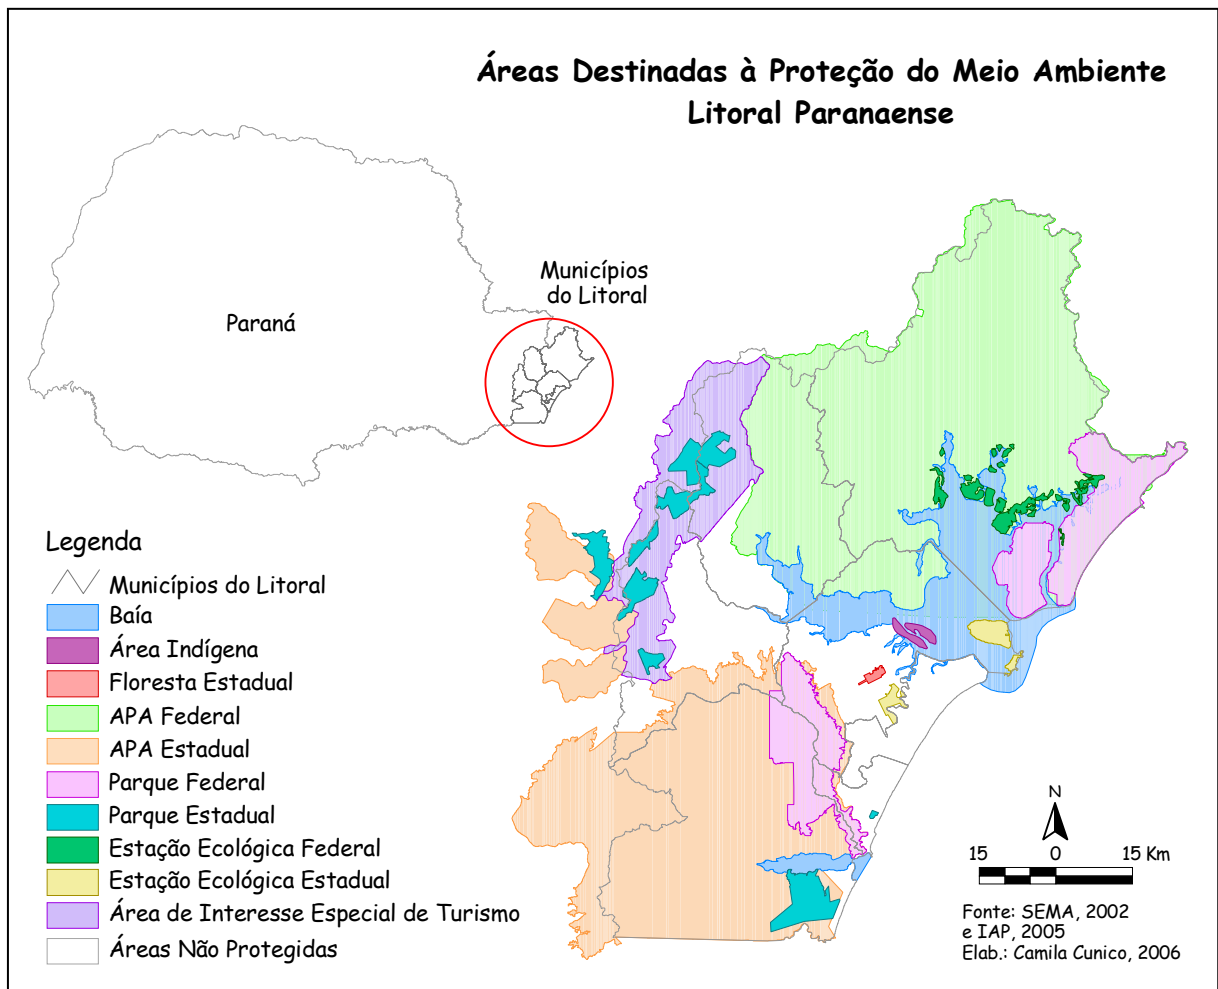 Áreas Destinadas à Proteção do Meio Ambiente
Litoral Paranaense
Municípios
do Litoral
Paraná
Legenda
Municípios do Litoral
Baía
Área Indígena
Floresta Estadual
APA Federal
APA Estadual
Parque Federal
Parque Estadual
Estação Ecológica Federal
Estação Ecológica Estadual
Área de Interesse Especial de Turismo
Áreas Não Protegidas
N
15 0 15 Km
Fonte: SEMA, 2002
e IAP, 2005
Elab.: Camila Cunico, 2006